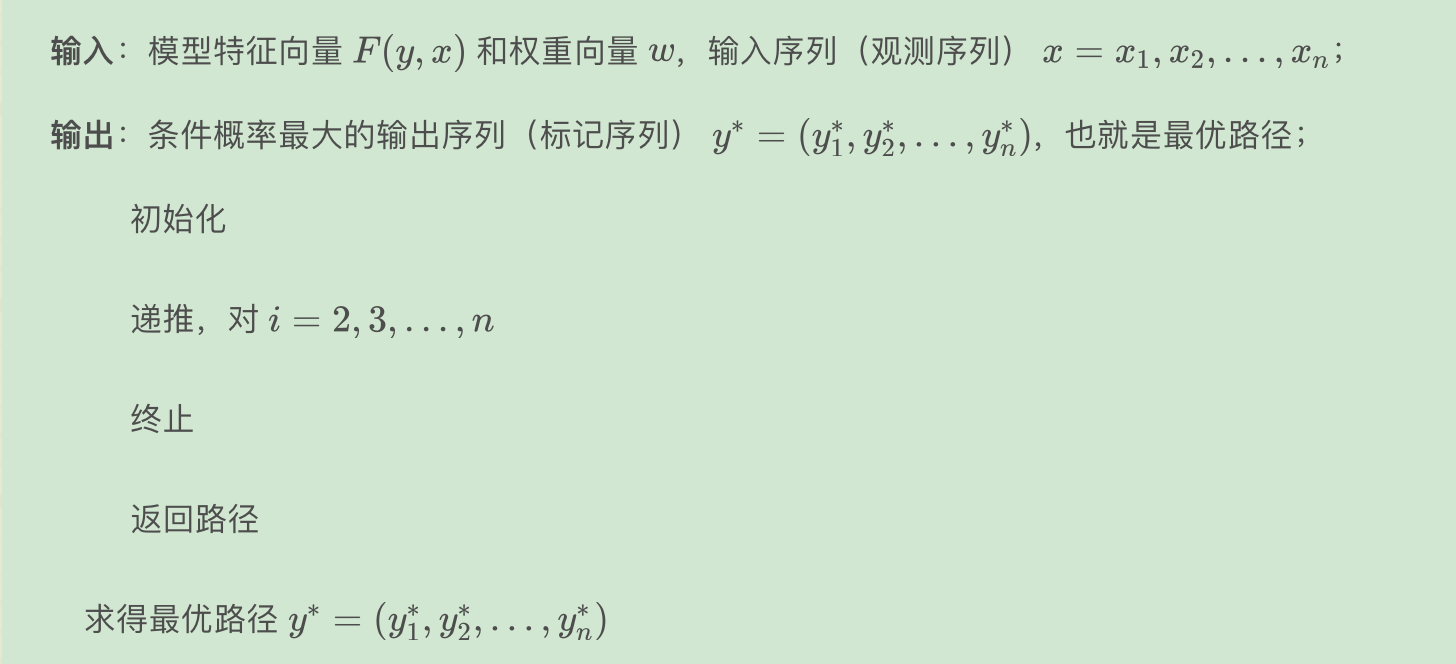 输入：模型特征向量 $F(y, x)$ 和权重向量 $w$，输入序列（观测序列） $x = x_1, x_2, \ldots, x_n$；
输出：条件概率最大的输出序列（标记序列） $y^* = (y_1^*, y_2^*, \ldots, y_n^*)$，也就是最优路径；
初始化
递推，对 $i = 2, 3, \ldots, n$
终止
返回路径
求得最优路径 $y^* = (y_1^*, y_2^*, \ldots, y_n^*)$